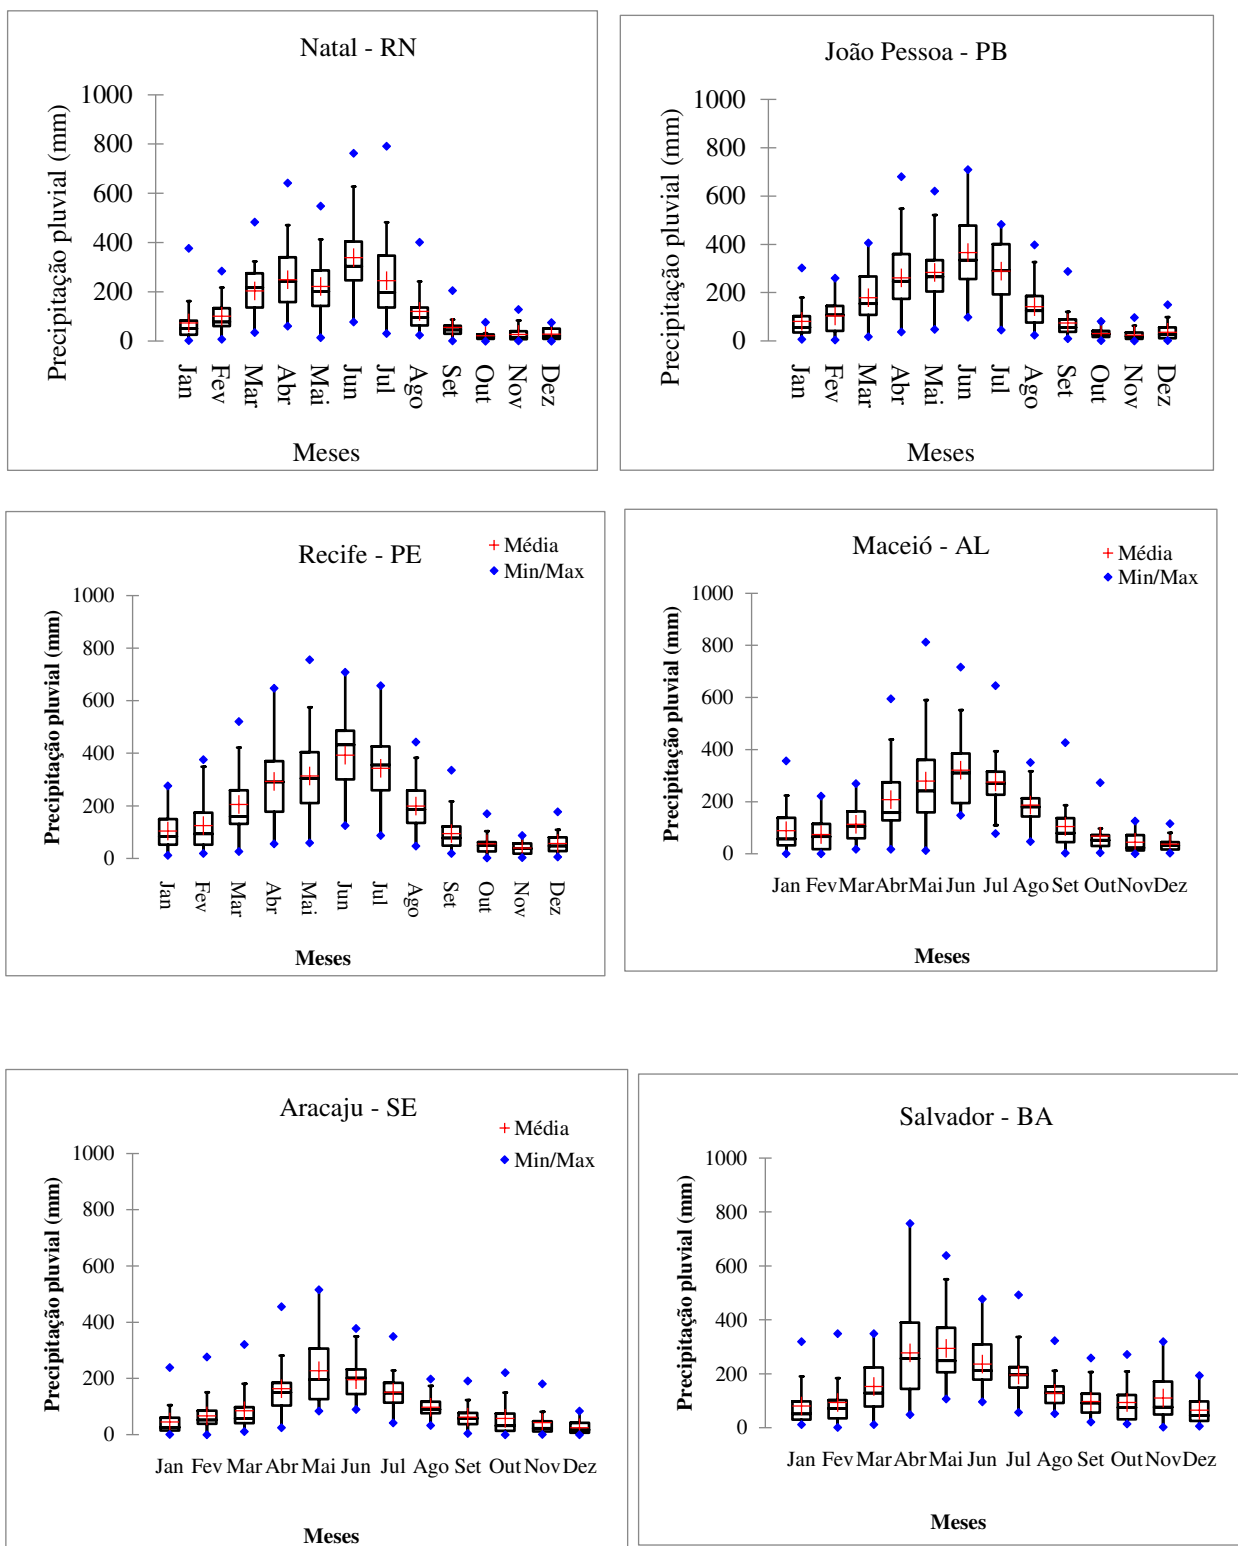 Natal - RN
Precipitação pluvial (mm)
1000
800
600
400
200
0
Jan Fev Mar Abr Mai Jun Jul Ago Set Out Nov Dez
Meses
João Pessoa - PB
Precipitação pluvial (mm)
1000
800
600
400
200
0
Jan Fev Mar Abr Mai Jun Jul Ago Set Out Nov Dez
Meses
Recife - PE
Média
Min/Max
Precipitação pluvial (mm)
1000
800
600
400
200
0
Jan Fev Mar Abr Mai Jun Jul Ago Set Out Nov Dez
Meses
Maceió - AL
Média
Min/Max
Precipitação pluvial (mm)
1000
800
600
400
200
0
Jan Fev Mar Abr Mai Jun Jul Ago Set Out Nov Dez
Meses
Aracaju - SE
Média
Min/Max
Precipitação pluvial (mm)
1000
800
600
400
200
0
Jan Fev Mar Abr Mai Jun Jul Ago Set Out Nov Dez
Meses
Salvador - BA
Precipitação pluvial (mm)
1000
800
600
400
200
0
Jan Fev Mar Abr Mai Jun Jul Ago Set Out Nov Dez
Meses